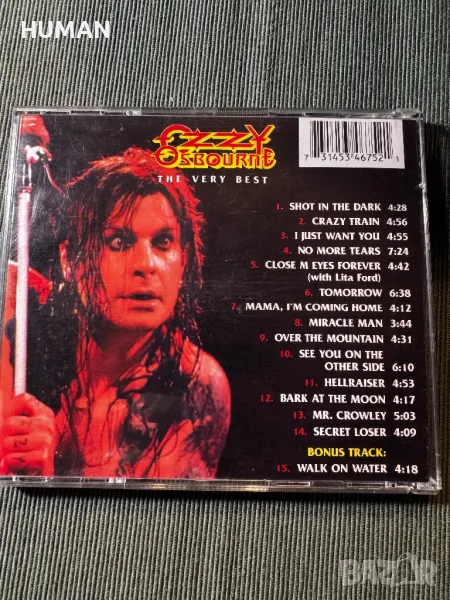 HUMAN
OZZY
OSBOURNE
THE VERY BEST
7 31453 46752 1
1. SHOT IN THE DARK 4:28
2. CRAZY TRAIN 4:56
3. I JUST WANT YOU 4:55
4. NO MORE TEARS 7:24
5. CLOSE M EYES FOREVER 4:42
(with Lita Ford)
6. TOMORROW 6:38
7. MAMA, I'M COMING HOME 4:12
8. MIRACLE MAN 3:44
9. OVER THE MOUNTAIN 4:31
10. SEE YOU ON THE
OTHER SIDE 6:10
11. HELLRAISER 4:53
12. BARK AT THE MOON 4:17
13. MR. CROWLEY 5:03
14. SECRET LOSER 4:09
BONUS TRACK:
15. WALK ON WATER 4:18
bazar